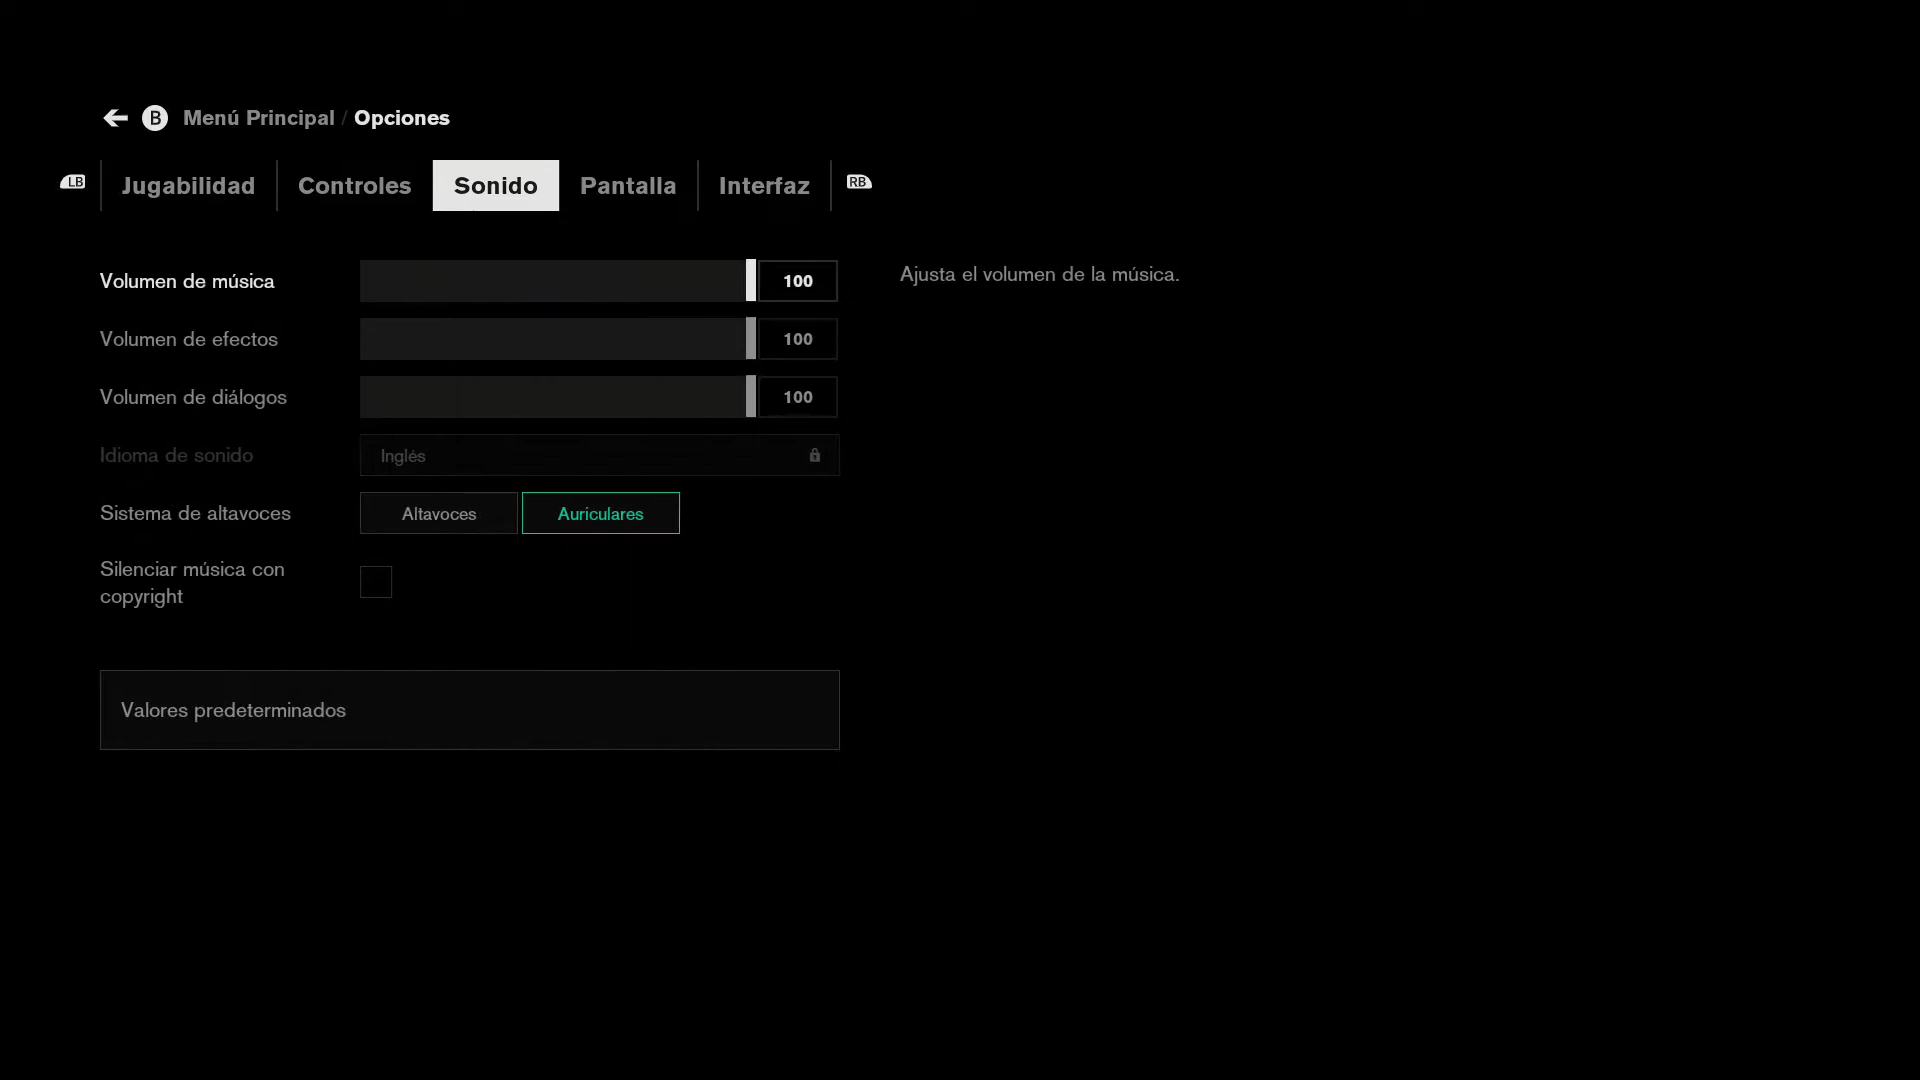 B Menú Principal / Opciones
LB Jugabilidad Controles Sonido Pantalla Interfaz RB
Volumen de música 100 Ajusta el volumen de la música.
Volumen de efectos 100
Volumen de diálogos 100
Idioma de sonido Inglés
Sistema de altavoces Altavoces Auriculares
Silenciar música con
copyright
Valores predeterminados